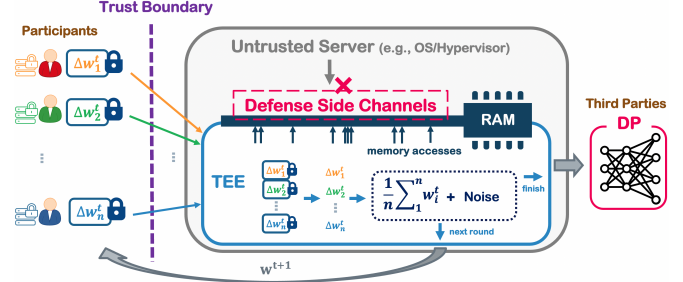 Trust Boundary
Participants
Δw₁ᵗ
Δw₂ᵗ
⋮
Δwₙᵗ
Untrusted Server (e.g., OS/Hypervisor)
Defense Side Channels
RAM
memory accesses
TEE
Δw₁ᵗ
Δw₂ᵗ
Δwₙᵗ
Δw₁ᵗ
Δw₂ᵗ
Δwₙᵗ
1/n ∑₁ⁿ wᵢᵗ + Noise
finish
next round
Third Parties
DP
wᵗ⁺¹